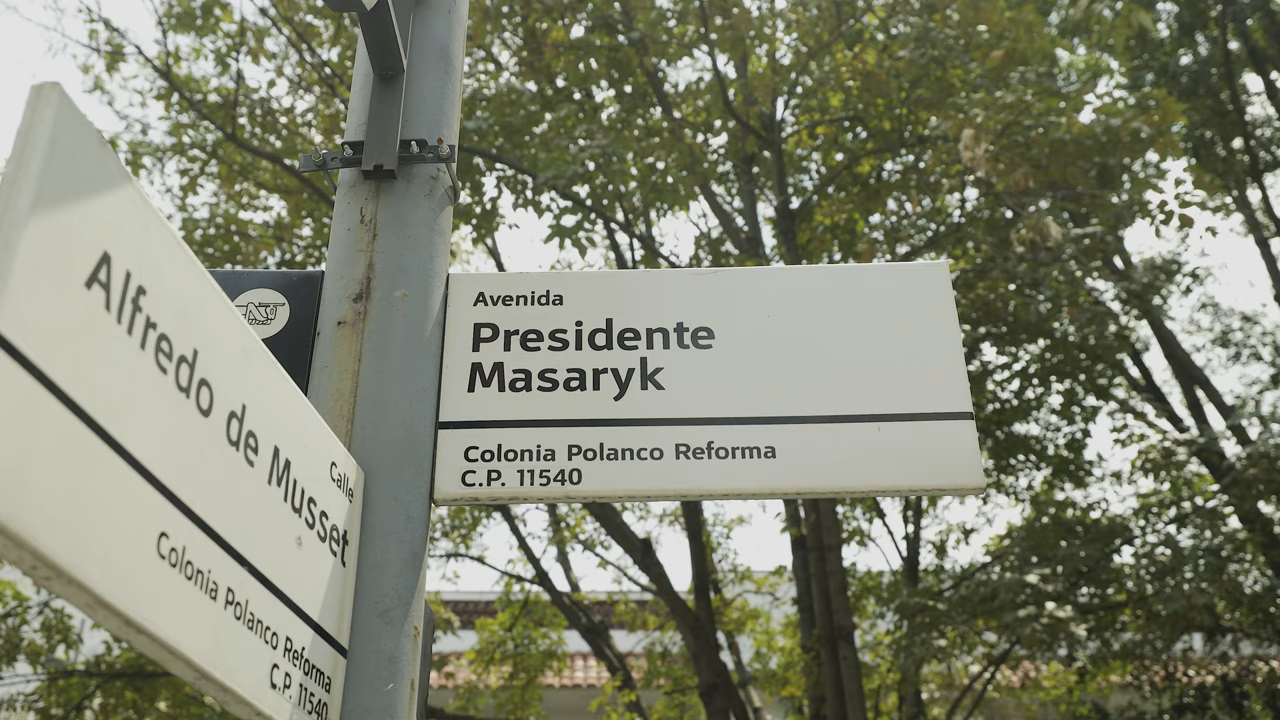 Calle
Alfredo de Musset
Colonia Polanco Reforma
C.P. 11540
Avenida
Presidente
Masaryk
Colonia Polanco Reforma
C.P. 11540